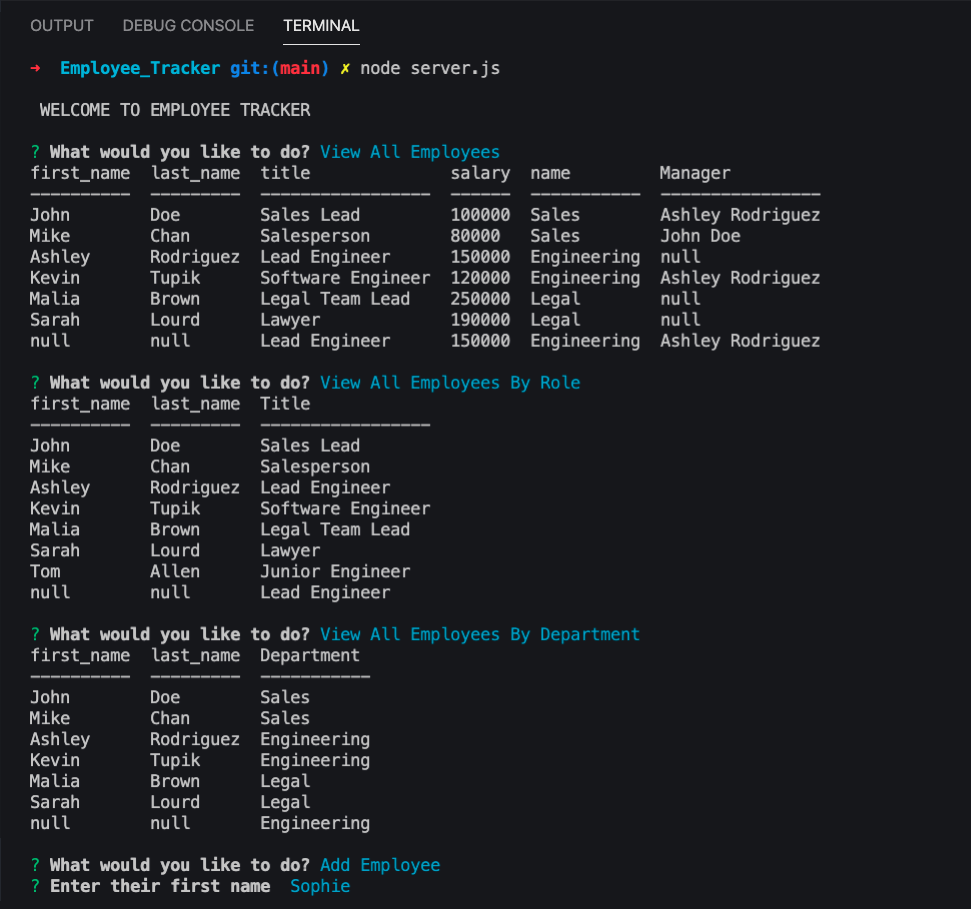 OUTPUT DEBUG CONSOLE TERMINAL
➜ Employee_Tracker git:(main) ✗ node server.js
WELCOME TO EMPLOYEE TRACKER
? What would you like to do? View All Employees
first_name last_name title salary name Manager
---------- --------- ----------------- ------ ----------- ----------------
John Doe Sales Lead 100000 Sales Ashley Rodriguez
Mike Chan Salesperson 80000 Sales John Doe
Ashley Rodriguez Lead Engineer 150000 Engineering null
Kevin Tupik Software Engineer 120000 Engineering Ashley Rodriguez
Malia Brown Legal Team Lead 250000 Legal null
Sarah Lourd Lawyer 190000 Legal null
null null Lead Engineer 150000 Engineering Ashley Rodriguez
? What would you like to do? View All Employees By Role
first_name last_name Title
---------- --------- -----------------
John Doe Sales Lead
Mike Chan Salesperson
Ashley Rodriguez Lead Engineer
Kevin Tupik Software Engineer
Malia Brown Legal Team Lead
Sarah Lourd Lawyer
Tom Allen Junior Engineer
null null Lead Engineer
? What would you like to do? View All Employees By Department
first_name last_name Department
---------- --------- -----------
John Doe Sales
Mike Chan Sales
Ashley Rodriguez Engineering
Kevin Tupik Engineering
Malia Brown Legal
Sarah Lourd Legal
null null Engineering
? What would you like to do? Add Employee
? Enter their first name Sophie